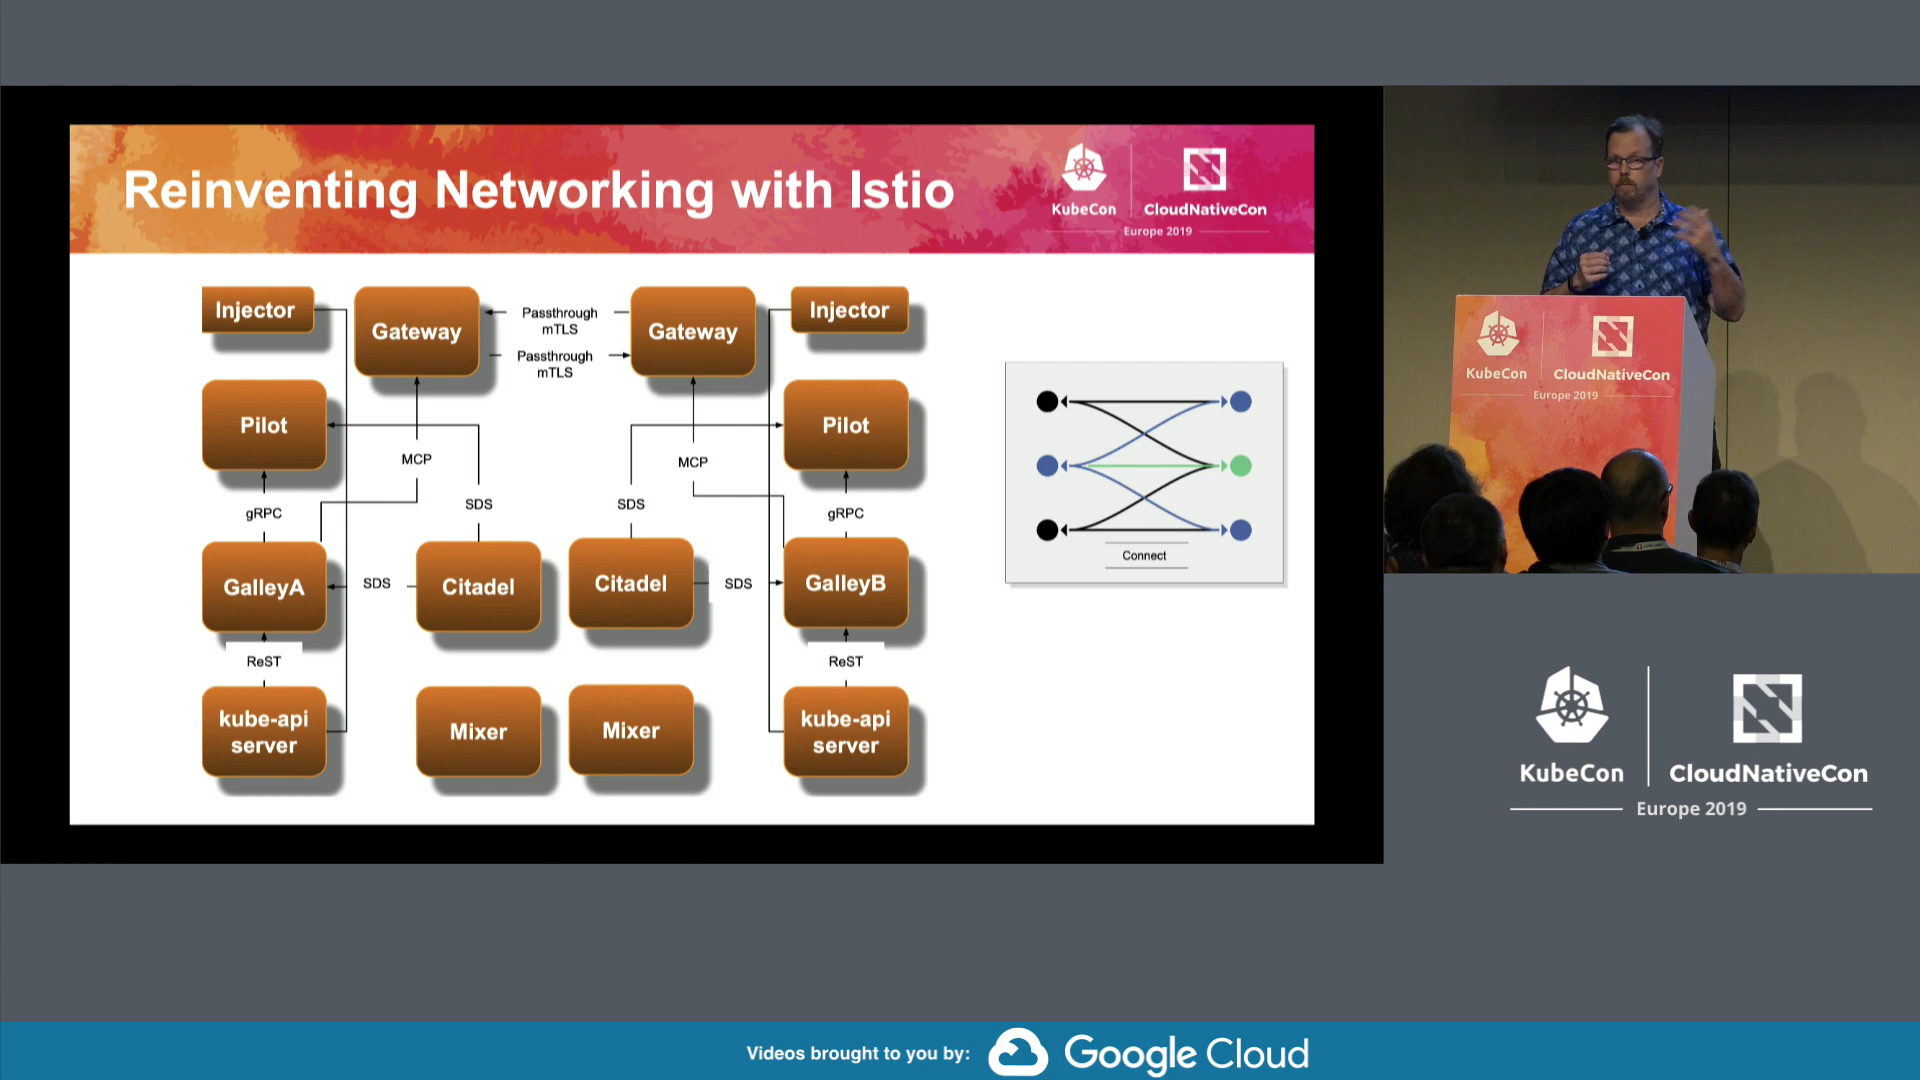 Reinventing Networking with Istio
KubeCon
CloudNativeCon
Europe 2019
Injector
Gateway
Passthrough
mTLS
Passthrough
mTLS
Gateway
Injector
Pilot
MCP
SDS
SDS
MCP
Pilot
gRPC
gRPC
GalleyA
SDS
Citadel
Citadel
SDS
GalleyB
ReST
ReST
kube-api
server
Mixer
Mixer
kube-api
server
Connect
KubeCon
CloudNativeCon
Europe 2019
KubeCon
CloudNativeCon
Europe 2019
Videos brought to you by:
Google Cloud